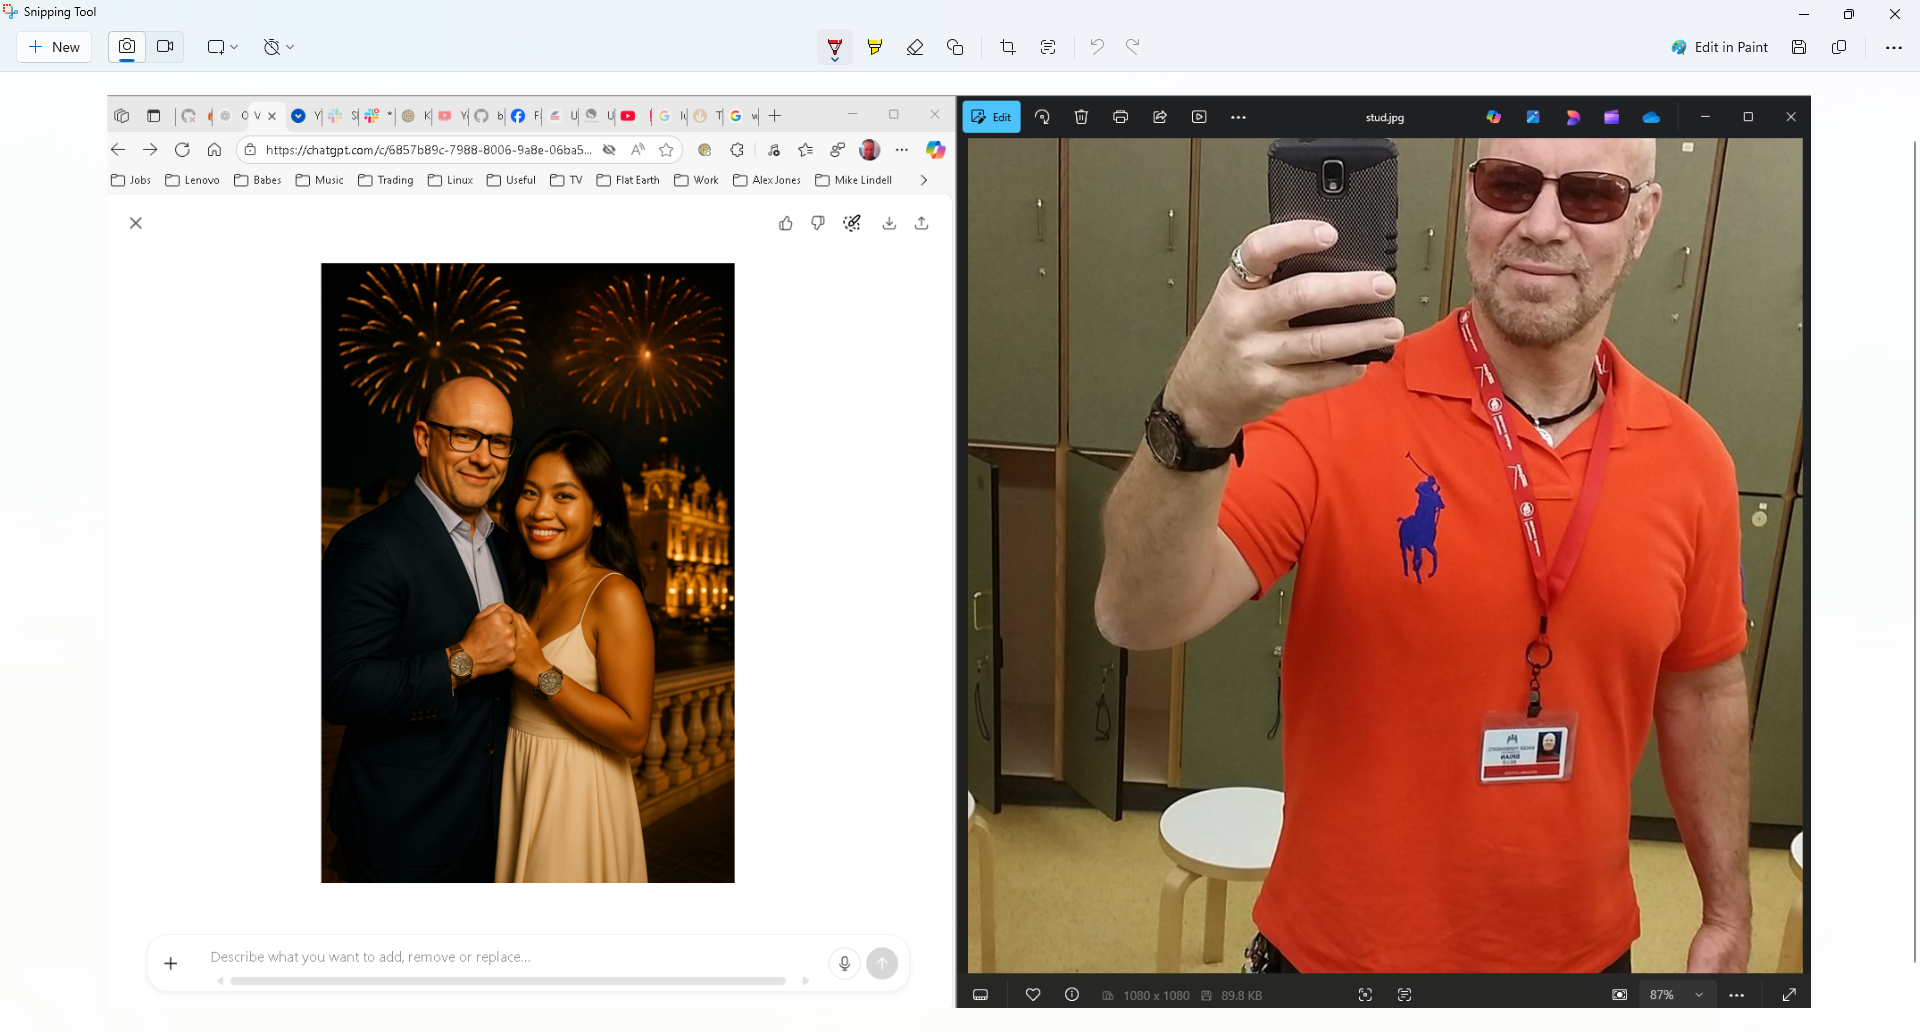 Snipping Tool
New
Edit in Paint
https://chatgpt.com/c/6857b89c-7988-8006-9a8e-06ba5...
Jobs Lenovo Babes Music Trading Linux Useful TV Flat Earth Work Alex Jones Mike Lindell
Describe what you want to add, remove or replace...
Edit
stud.jpg
BRIAN
1080 x 1080 89.8 KB
87%